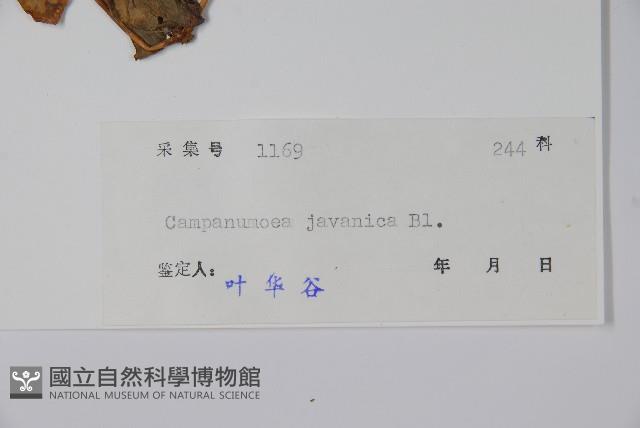 采集号 1169 244 科
Campanumoea javanica Bl.
鉴定人: 叶华谷 年 月 日
國立自然科學博物館
NATIONAL MUSEUM OF NATURAL SCIENCE